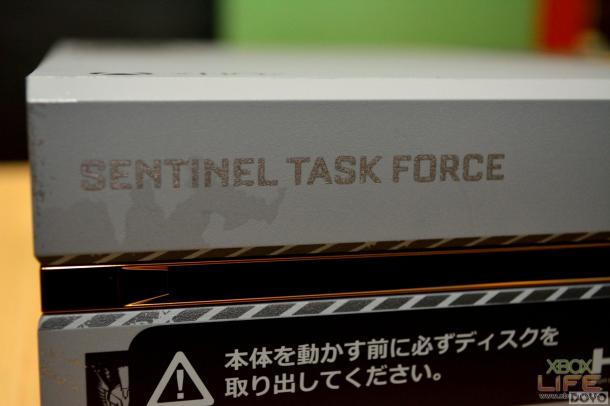 SENTINEL TASK FORCE
本体を動かす前に必ずディスクを
取り出してください。
XBOX
LIFE
DOVO